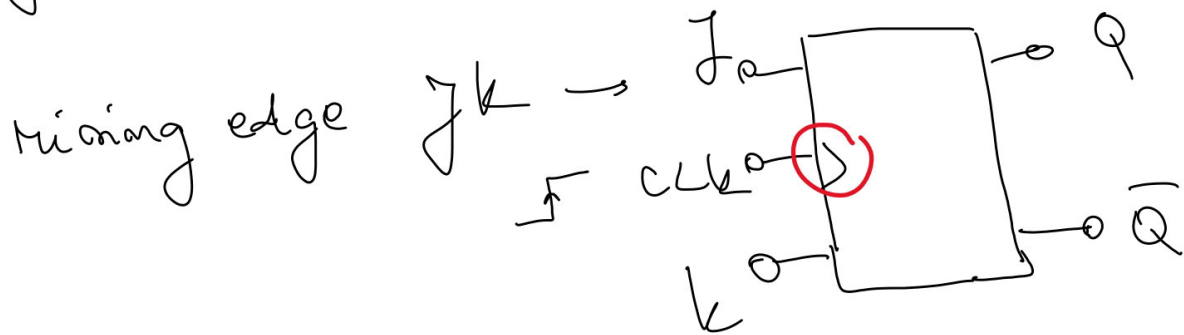 rising edge JK →
J
CLK
K
Q
Q̅